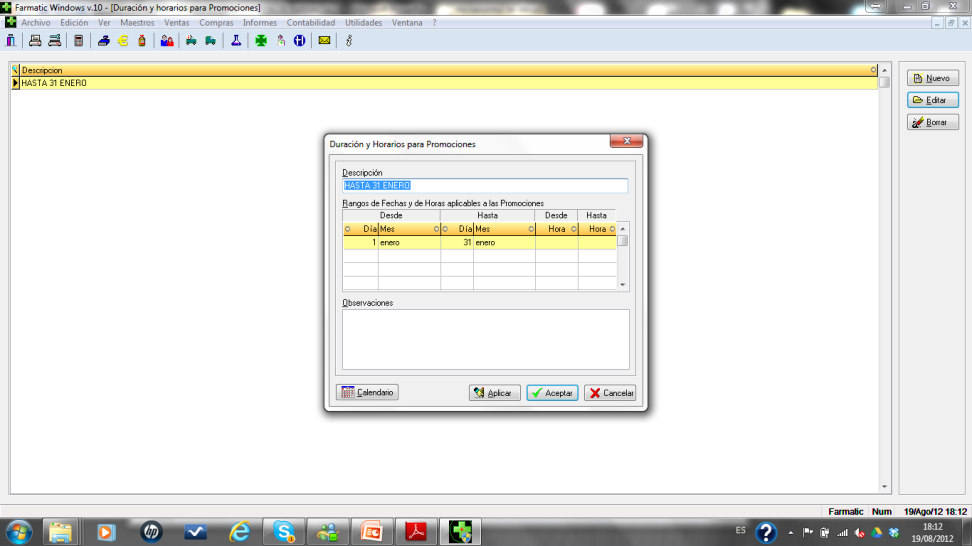 Farmatic Windows v.10 - [Duración y horarios para Promociones]
Archivo Edición Ver Maestros Ventas Compras Informes Contabilidad Utilidades Ventana ?
Descripcion
HASTA 31 ENERO
Nuevo
Editar
Borrar
Duración y Horarios para Promociones
Descripción
HASTA 31 ENERO
Rangos de Fechas y de Horas aplicables a las Promociones
Desde Hasta Desde Hasta
Día Mes Día Mes Hora Hora
1 enero 31 enero
Observaciones
Calendario Aplicar Aceptar Cancelar
Farmatic Num 19/Ago/12 18:12
ES 18:12
19/08/2012